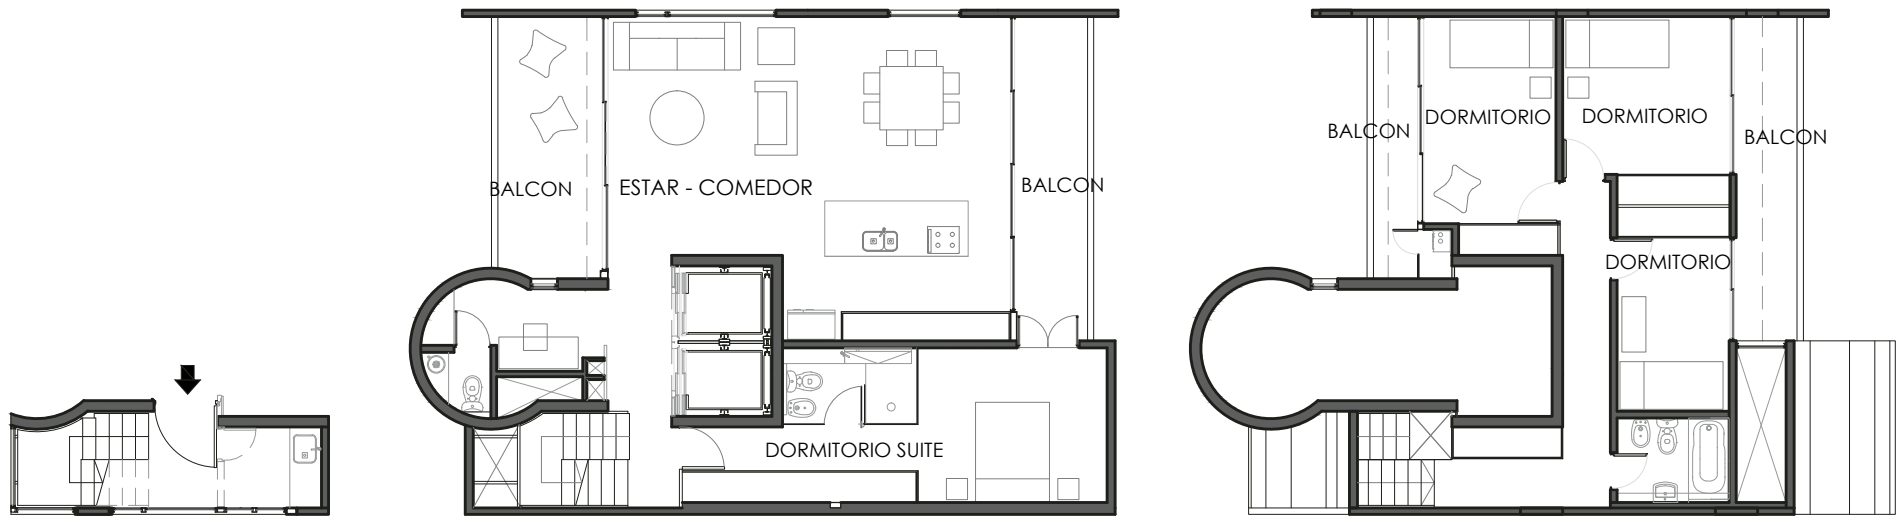 BALCON
ESTAR - COMEDOR
BALCON
DORMITORIO SUITE
BALCON
DORMITORIO
DORMITORIO
BALCON
DORMITORIO